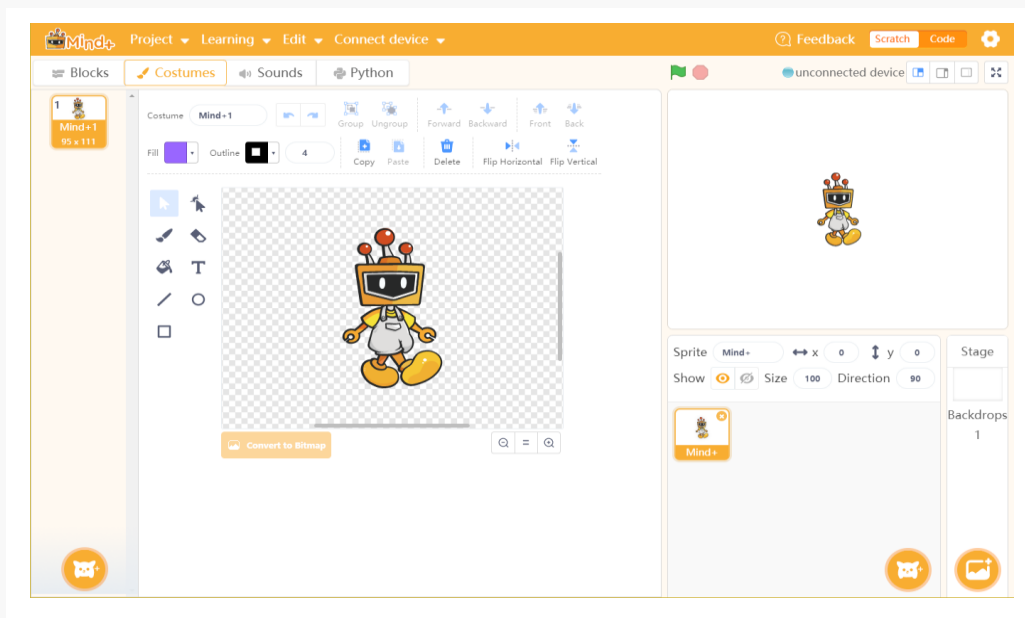 Mind+ Project Learning Edit Connect device Feedback Scratch Code
Blocks Costumes Sounds Python unconnected device
1
Mind+1
95 x 111
Costume Mind+1 Group Ungroup Forward Backward Front Back
Fill Outline 4 Copy Paste Delete Flip Horizontal Flip Vertical
T
Convert to Bitmap
Sprite Mind+ x 0 y 0
Show Size 100 Direction 90
Mind+
Stage
Backdrops
1